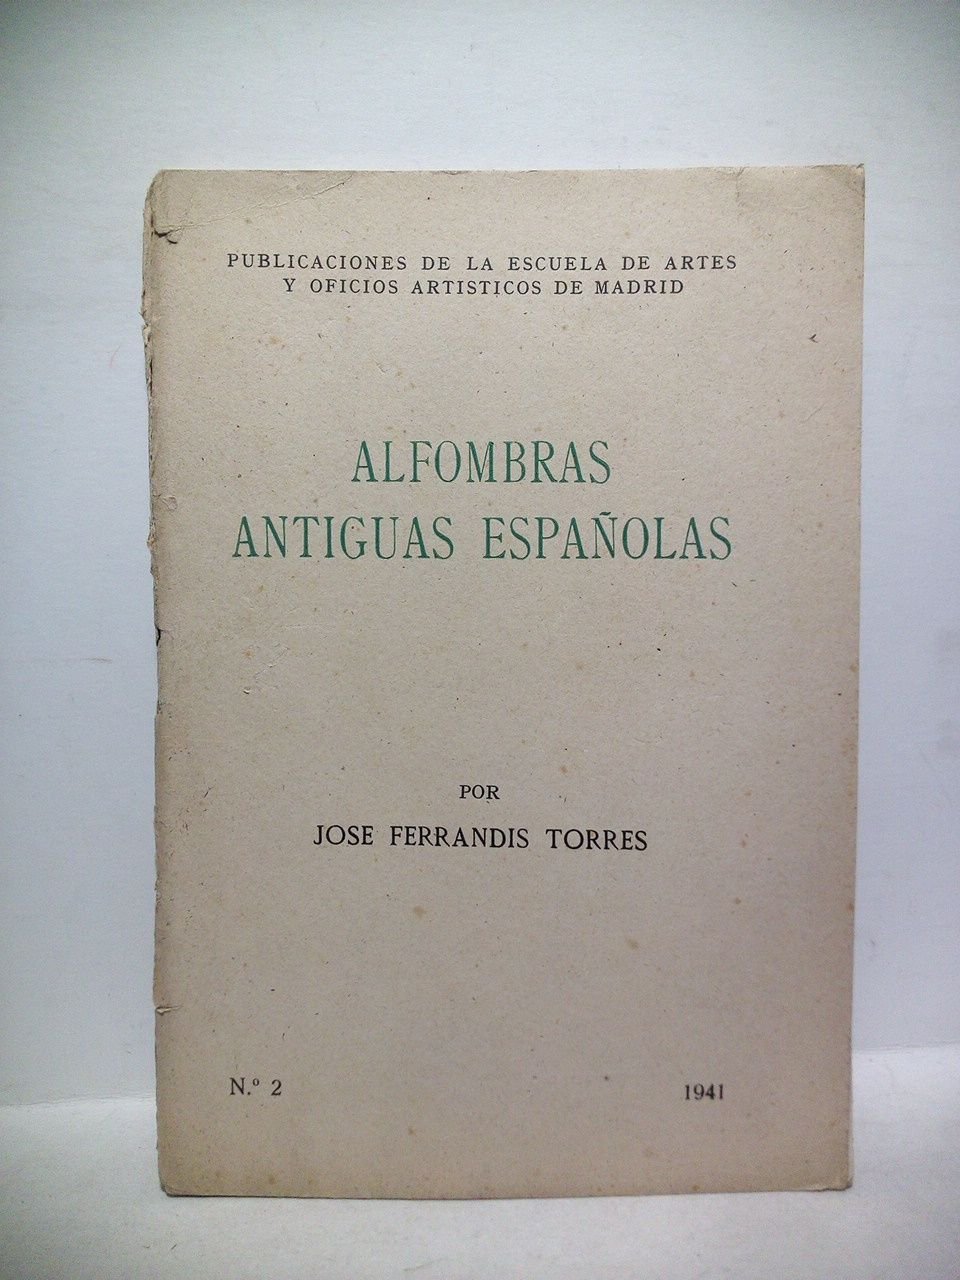 PUBLICACIONES DE LA ESCUELA DE ARTES
Y OFICIOS ARTISTICOS DE MADRID
ALFOMBRAS
ANTIGUAS ESPAÑOLAS
POR
JOSE FERRANDIS TORRES
N.º 2
1941